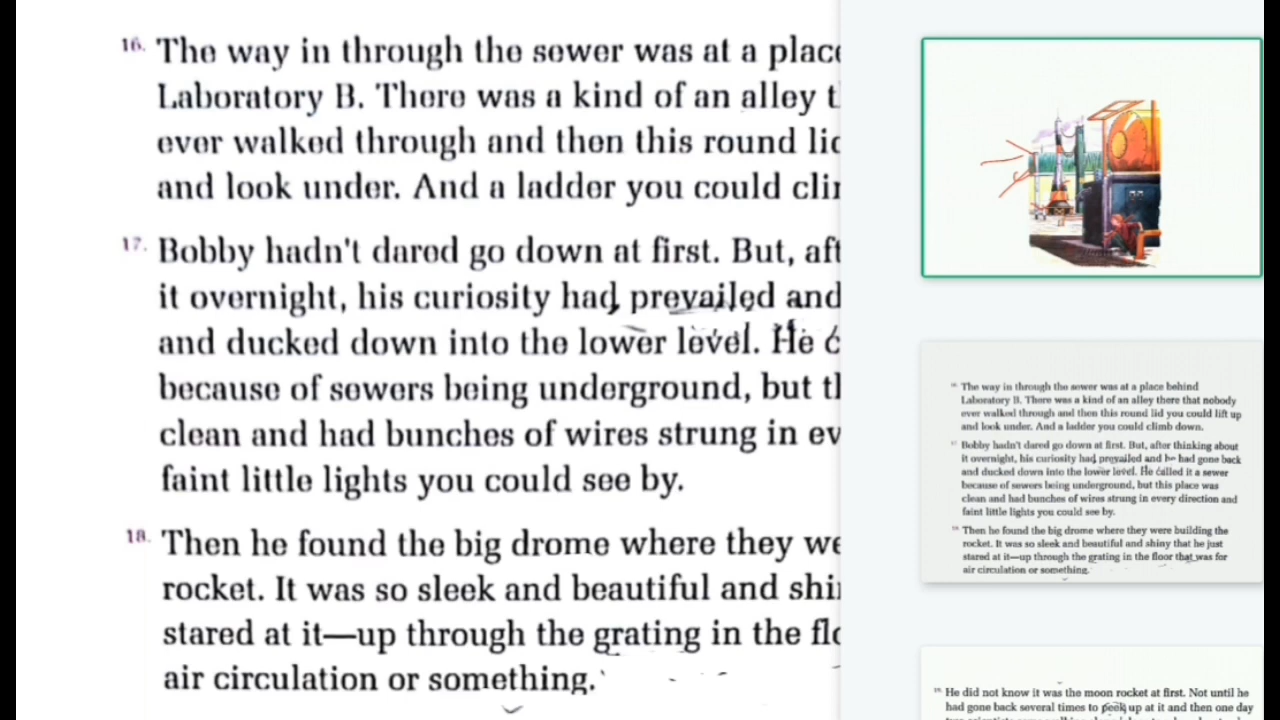 16. The way in through the sewer was at a plac
Laboratory B. There was a kind of an alley t
ever walked through and then this round lid
and look under. And a ladder you could clim
17. Bobby hadn't dared go down at first. But, aft
it overnight, his curiosity had prevailed and
and ducked down into the lower level. He c
because of sewers being underground, but th
clean and had bunches of wires strung in ev
faint little lights you could see by.
18. Then he found the big drome where they we
rocket. It was so sleek and beautiful and shi
stared at it—up through the grating in the flo
air circulation or something.
16. The way in through the sewer was at a place behind
Laboratory B. There was a kind of an alley there that nobody
ever walked through and then this round lid you could lift up
and look under. And a ladder you could climb down.
17. Bobby hadn't dared go down at first. But, after thinking about
it overnight, his curiosity had prevailed and he had gone back
and ducked down into the lower level. He called it a sewer
because of sewers being underground, but this place was
clean and had bunches of wires strung in every direction and
faint little lights you could see by.
18. Then he found the big drome where they were building the
rocket. It was so sleek and beautiful and shiny that he just
stared at it—up through the grating in the floor that was for
air circulation or something.
19. He did not know it was the moon rocket at first. Not until he
had gone back several times to peek up at it and then one day